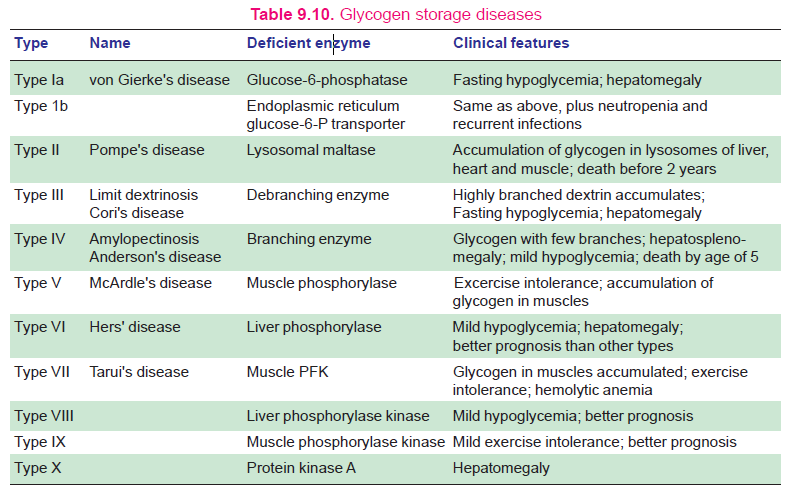 Table 9.10. Glycogen storage diseases
Type Name Deficient enzyme Clinical features
Type Ia von Gierke's disease Glucose-6-phosphatase Fasting hypoglycemia; hepatomegaly
Type 1b Endoplasmic reticulum Same as above, plus neutropenia and
glucose-6-P transporter recurrent infections
Type II Pompe's disease Lysosomal maltase Accumulation of glycogen in lysosomes of liver,
heart and muscle; death before 2 years
Type III Limit dextrinosis Debranching enzyme Highly branched dextrin accumulates;
Cori's disease Fasting hypoglycemia; hepatomegaly
Type IV Amylopectinosis Branching enzyme Glycogen with few branches; hepatospleno-
Anderson's disease megaly; mild hypoglycemia; death by age of 5
Type V McArdle's disease Muscle phosphorylase Excercise intolerance; accumulation of
glycogen in muscles
Type VI Hers' disease Liver phosphorylase Mild hypoglycemia; hepatomegaly;
better prognosis than other types
Type VII Tarui's disease Muscle PFK Glycogen in muscles accumulated; exercise
intolerance; hemolytic anemia
Type VIII Liver phosphorylase kinase Mild hypoglycemia; better prognosis
Type IX Muscle phosphorylase kinase Mild exercise intolerance; better prognosis
Type X Protein kinase A Hepatomegaly